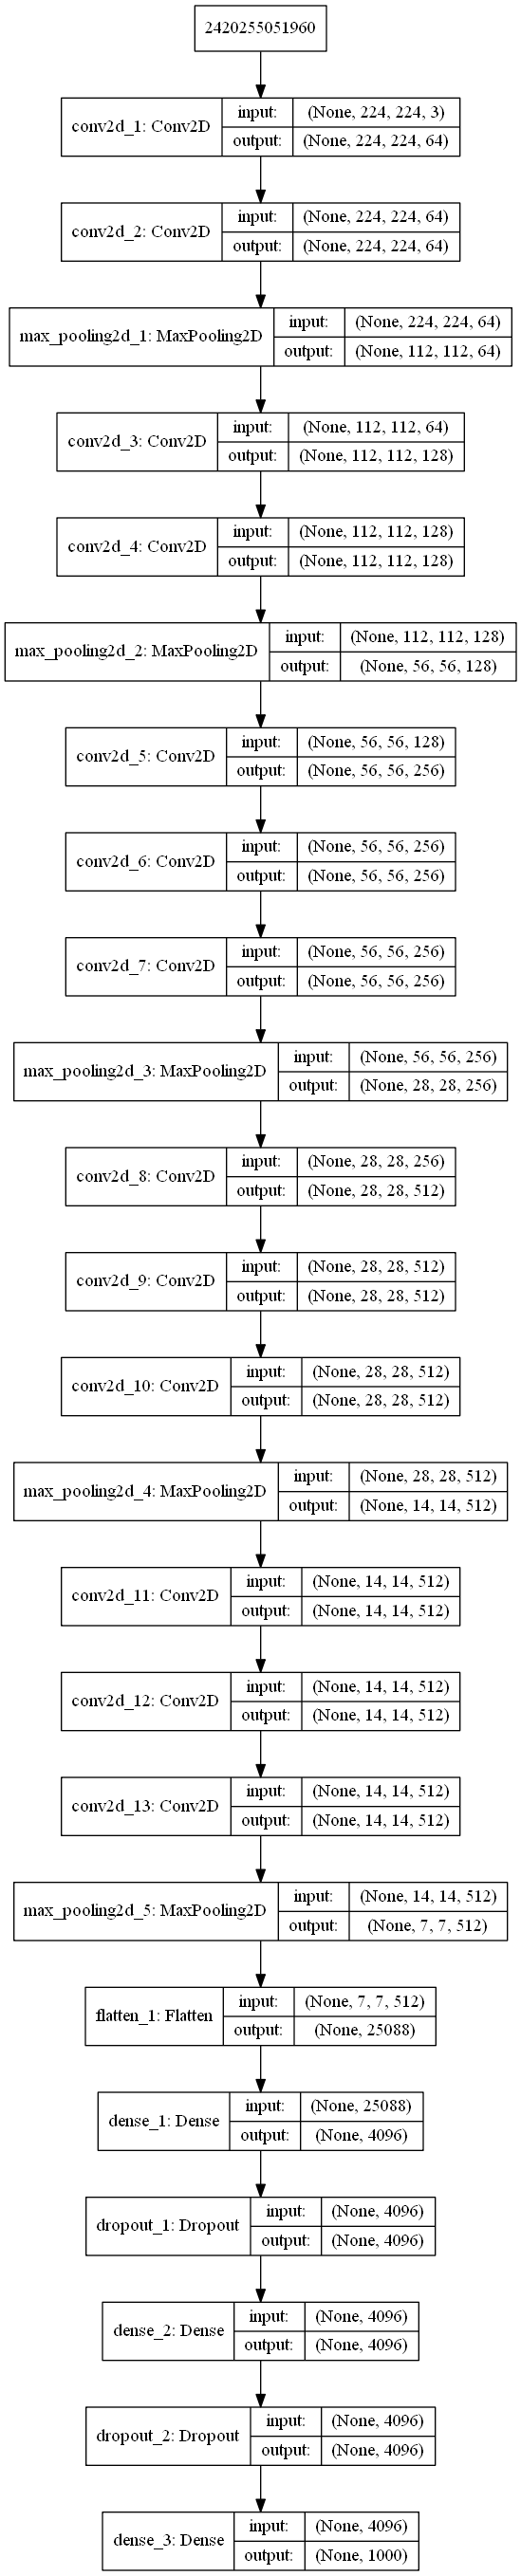 2420255051960
conv2d_1: Conv2D
input: (None, 224, 224, 3)
output: (None, 224, 224, 64)
conv2d_2: Conv2D
input: (None, 224, 224, 64)
output: (None, 224, 224, 64)
max_pooling2d_1: MaxPooling2D
input: (None, 224, 224, 64)
output: (None, 112, 112, 64)
conv2d_3: Conv2D
input: (None, 112, 112, 64)
output: (None, 112, 112, 128)
conv2d_4: Conv2D
input: (None, 112, 112, 128)
output: (None, 112, 112, 128)
max_pooling2d_2: MaxPooling2D
input: (None, 112, 112, 128)
output: (None, 56, 56, 128)
conv2d_5: Conv2D
input: (None, 56, 56, 128)
output: (None, 56, 56, 256)
conv2d_6: Conv2D
input: (None, 56, 56, 256)
output: (None, 56, 56, 256)
conv2d_7: Conv2D
input: (None, 56, 56, 256)
output: (None, 56, 56, 256)
max_pooling2d_3: MaxPooling2D
input: (None, 56, 56, 256)
output: (None, 28, 28, 256)
conv2d_8: Conv2D
input: (None, 28, 28, 256)
output: (None, 28, 28, 512)
conv2d_9: Conv2D
input: (None, 28, 28, 512)
output: (None, 28, 28, 512)
conv2d_10: Conv2D
input: (None, 28, 28, 512)
output: (None, 28, 28, 512)
max_pooling2d_4: MaxPooling2D
input: (None, 28, 28, 512)
output: (None, 14, 14, 512)
conv2d_11: Conv2D
input: (None, 14, 14, 512)
output: (None, 14, 14, 512)
conv2d_12: Conv2D
input: (None, 14, 14, 512)
output: (None, 14, 14, 512)
conv2d_13: Conv2D
input: (None, 14, 14, 512)
output: (None, 14, 14, 512)
max_pooling2d_5: MaxPooling2D
input: (None, 14, 14, 512)
output: (None, 7, 7, 512)
flatten_1: Flatten
input: (None, 7, 7, 512)
output: (None, 25088)
dense_1: Dense
input: (None, 25088)
output: (None, 4096)
dropout_1: Dropout
input: (None, 4096)
output: (None, 4096)
dense_2: Dense
input: (None, 4096)
output: (None, 4096)
dropout_2: Dropout
input: (None, 4096)
output: (None, 4096)
dense_3: Dense
input: (None, 4096)
output: (None, 1000)